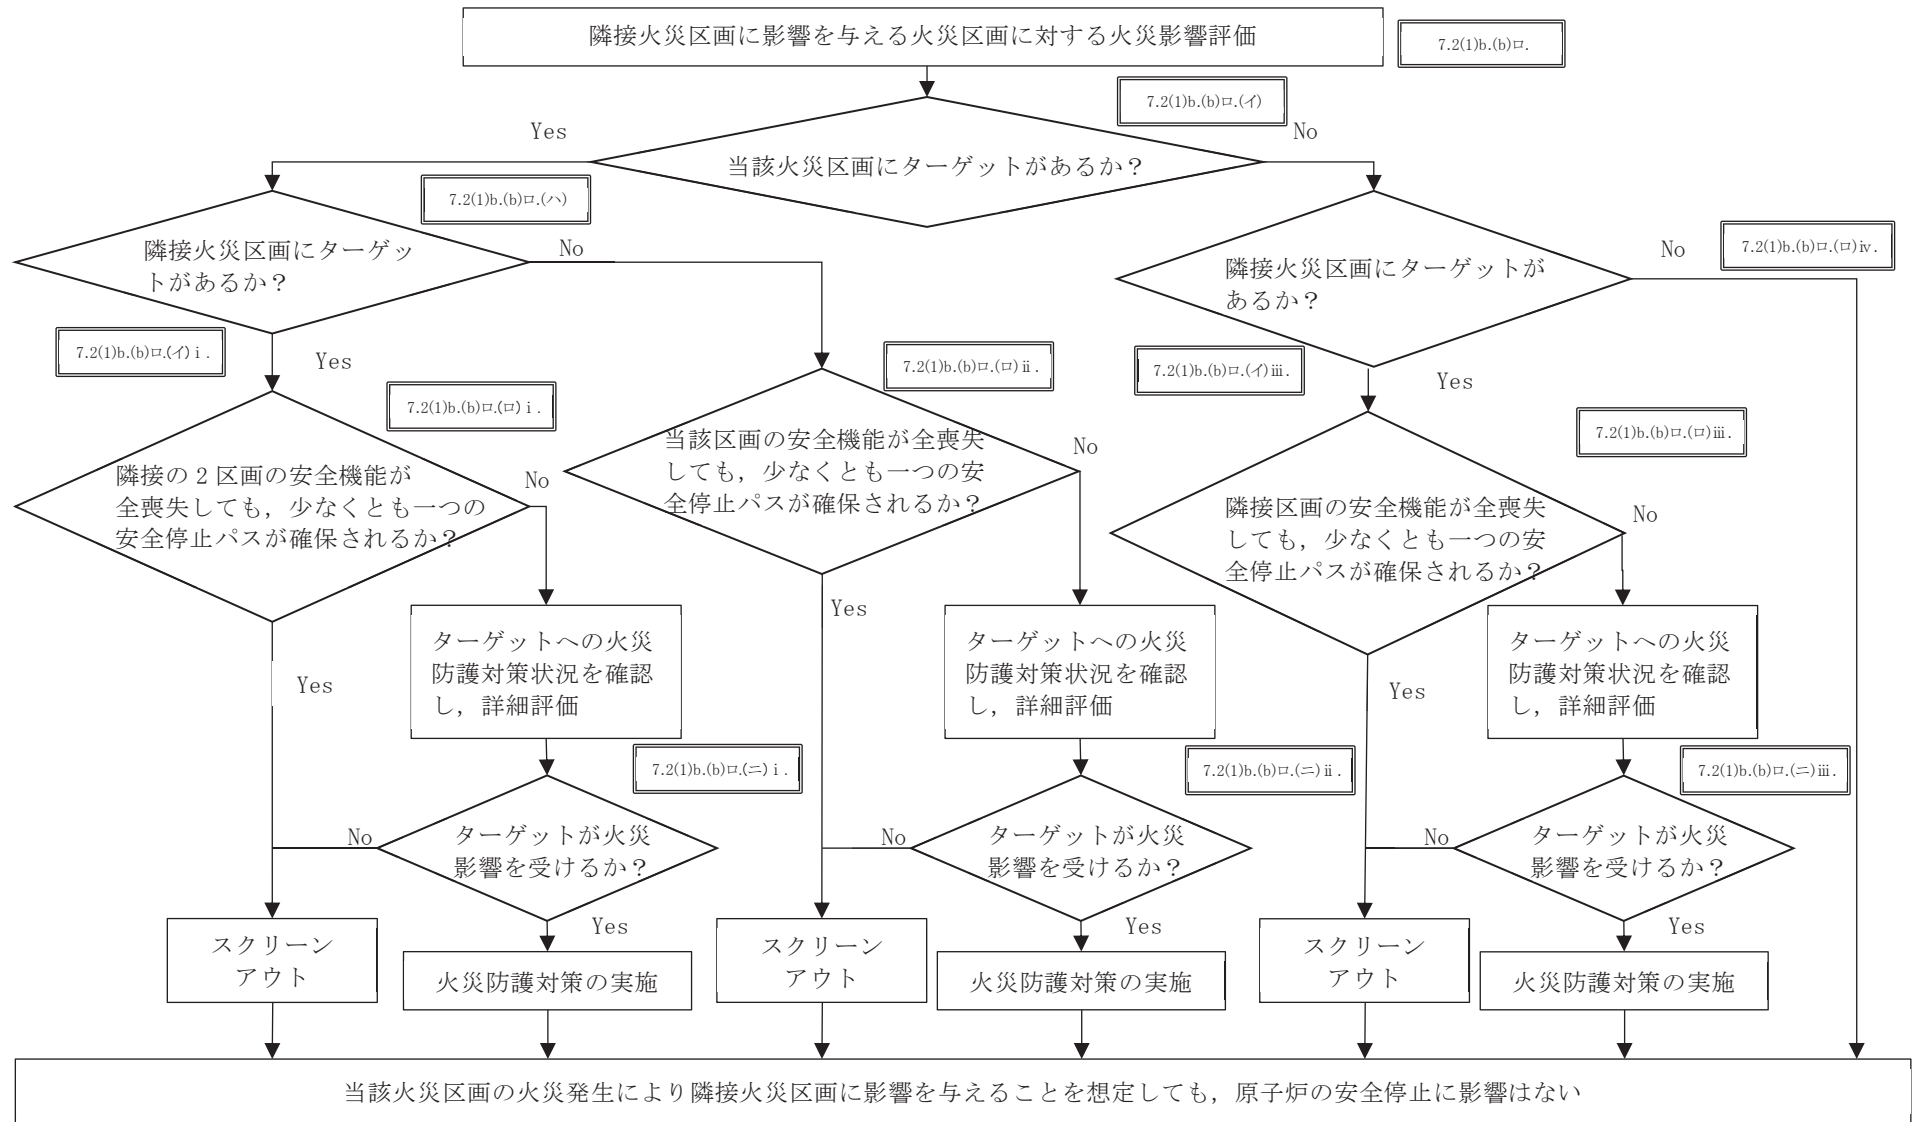 隣接火災区画に影響を与える火災区画に対する火災影響評価
7.2(1)b.(b)ロ.
7.2(1)b.(b)ロ.(イ)
Yes
No
当該火災区画にターゲットがあるか？
7.2(1)b.(b)ロ.(ハ)
隣接火災区画にターゲッ
トがあるか？
No
隣接火災区画にターゲットが
あるか？
No
7.2(1)b.(b)ロ.(ロ)ⅳ.
7.2(1)b.(b)ロ.(イ)ⅰ.
Yes
7.2(1)b.(b)ロ.(ロ)ⅱ.
7.2(1)b.(b)ロ.(イ)ⅲ.
Yes
7.2(1)b.(b)ロ.(ロ)ⅰ.
7.2(1)b.(b)ロ.(ロ)ⅲ.
隣接の２区画の安全機能が
全喪失しても，少なくとも一つの
安全停止パスが確保されるか？
No
当該区画の安全機能が全喪失
しても，少なくとも一つの安
全停止パスが確保されるか？
No
隣接区画の安全機能が全喪失
しても，少なくとも一つの安
全停止パスが確保されるか？
No
Yes
ターゲットへの火災
防護対策状況を確認
し，詳細評価
Yes
ターゲットへの火災
防護対策状況を確認
し，詳細評価
Yes
ターゲットへの火災
防護対策状況を確認
し，詳細評価
7.2(1)b.(b)ロ.(ニ)ⅰ.
7.2(1)b.(b)ロ.(ニ)ⅱ.
7.2(1)b.(b)ロ.(ニ)ⅲ.
No
ターゲットが火災
影響を受けるか？
No
ターゲットが火災
影響を受けるか？
No
ターゲットが火災
影響を受けるか？
Yes
Yes
Yes
スクリーン
アウト
火災防護対策の実施
スクリーン
アウト
火災防護対策の実施
スクリーン
アウト
火災防護対策の実施
当該火災区画の火災発生により隣接火災区画に影響を与えることを想定しても，原子炉の安全停止に影響はない